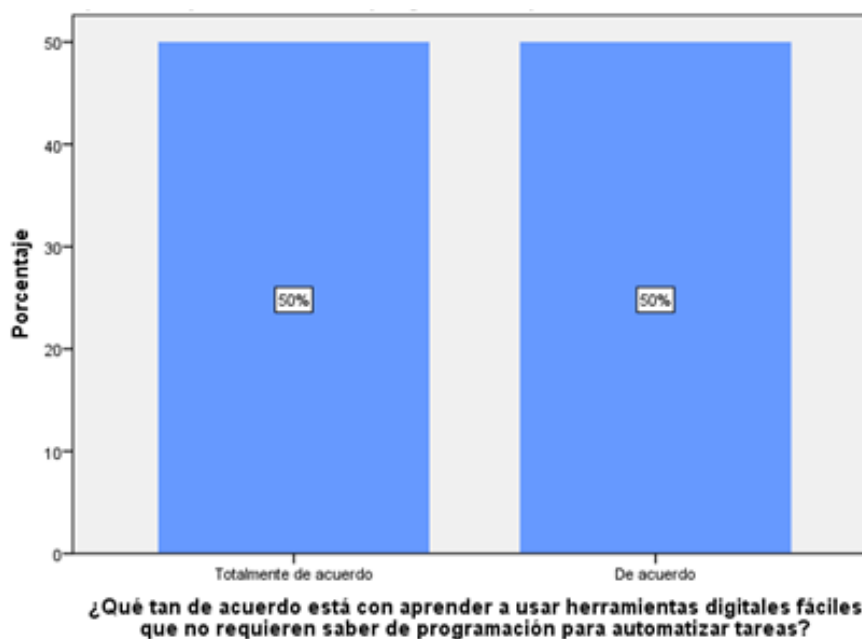 50
40
30
20
10
0
Porcentaje
50%
50%
Totalmente de acuerdo
De acuerdo
¿Qué tan de acuerdo está con aprender a usar herramientas digitales fáciles
que no requieren saber de programación para automatizar tareas?